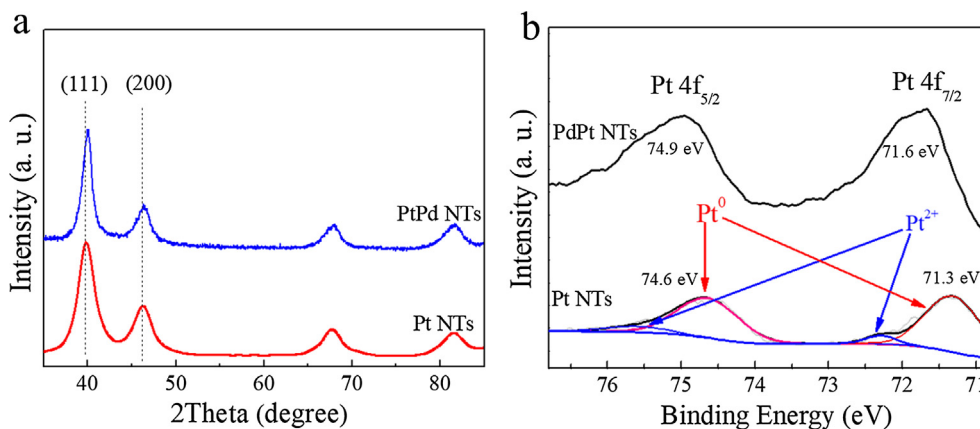 a
(111) (200)
PtPd NTs
Pt NTs
Intensity (a. u.)
40 50 60 70 80
2Theta (degree)
b
Pt 4f5/2 Pt 4f7/2
PdPt NTs
74.9 eV 71.6 eV
Pt0 Pt2+
74.6 eV 71.3 eV
Pt NTs
Intensity (a. u.)
76 75 74 73 72 71
Binding Energy (eV)